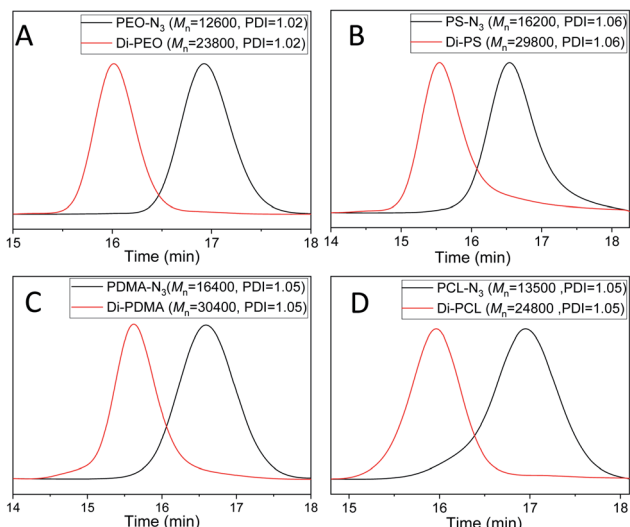 A
PEO-N₃ (Mₙ=12600, PDI=1.02)
Di-PEO (Mₙ=23800, PDI=1.02)
15 16 17 18
Time (min)
B
PS-N₃ (Mₙ=16200, PDI=1.06)
Di-PS (Mₙ=29800, PDI=1.06)
14 15 16 17 18
Time (min)
C
PDMA-N₃(Mₙ=16400, PDI=1.05)
Di-PDMA (Mₙ=30400, PDI=1.05)
14 15 16 17 18
Time (min)
D
PCL-N₃ (Mₙ=13500 ,PDI=1.05)
Di-PCL (Mₙ=24800 ,PDI=1.05)
15 16 17 18
Time (min)